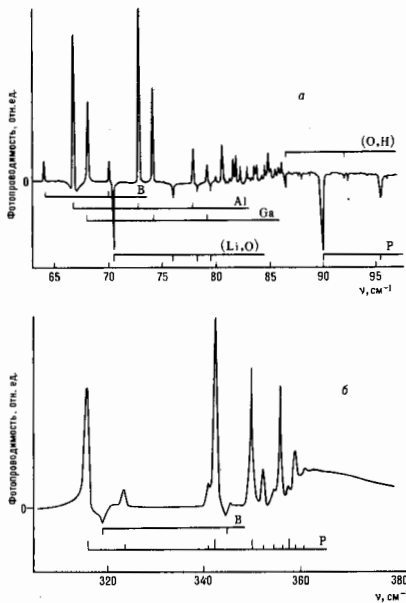 Фотопроводимость, отн.ед.
a
(O,H)
0
B
Al
Ga
(Li,O)
P
65 70 75 80 85 90 95
ν, см⁻¹
Фотопроводимость, отн. ед.
б
0
B
P
320 340 360 380
ν, см⁻